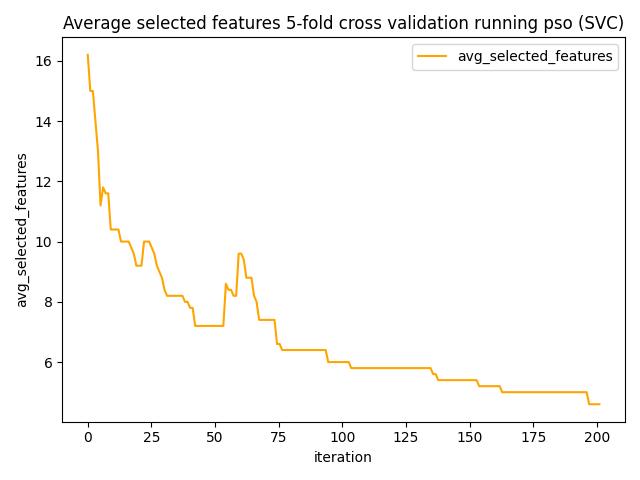 Average selected features 5-fold cross validation running pso (SVC)
avg_selected_features
16
14
12
10
8
6
avg_selected_features
0 25 50 75 100 125 150 175 200
iteration